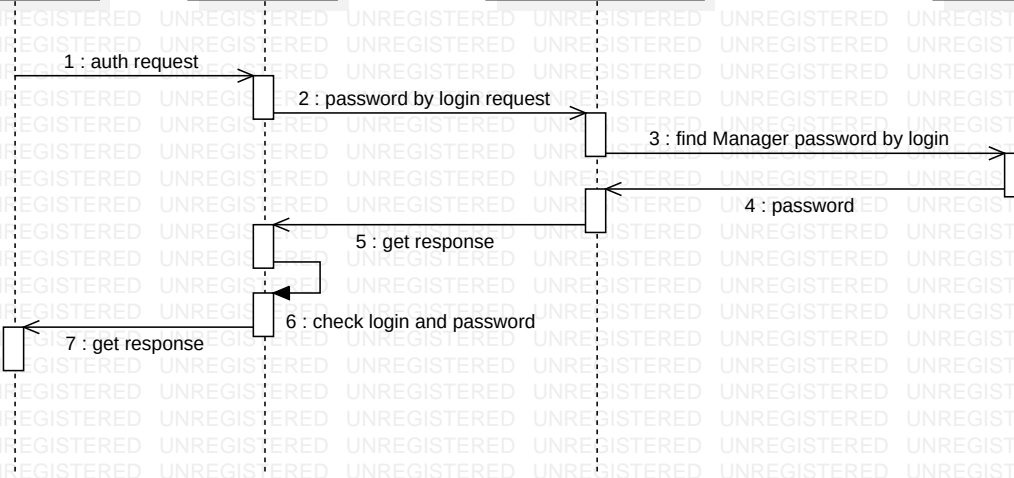 1 : auth request
2 : password by login request
3 : find Manager password by login
4 : password
5 : get response
6 : check login and password
7 : get response
UNREGISTERED